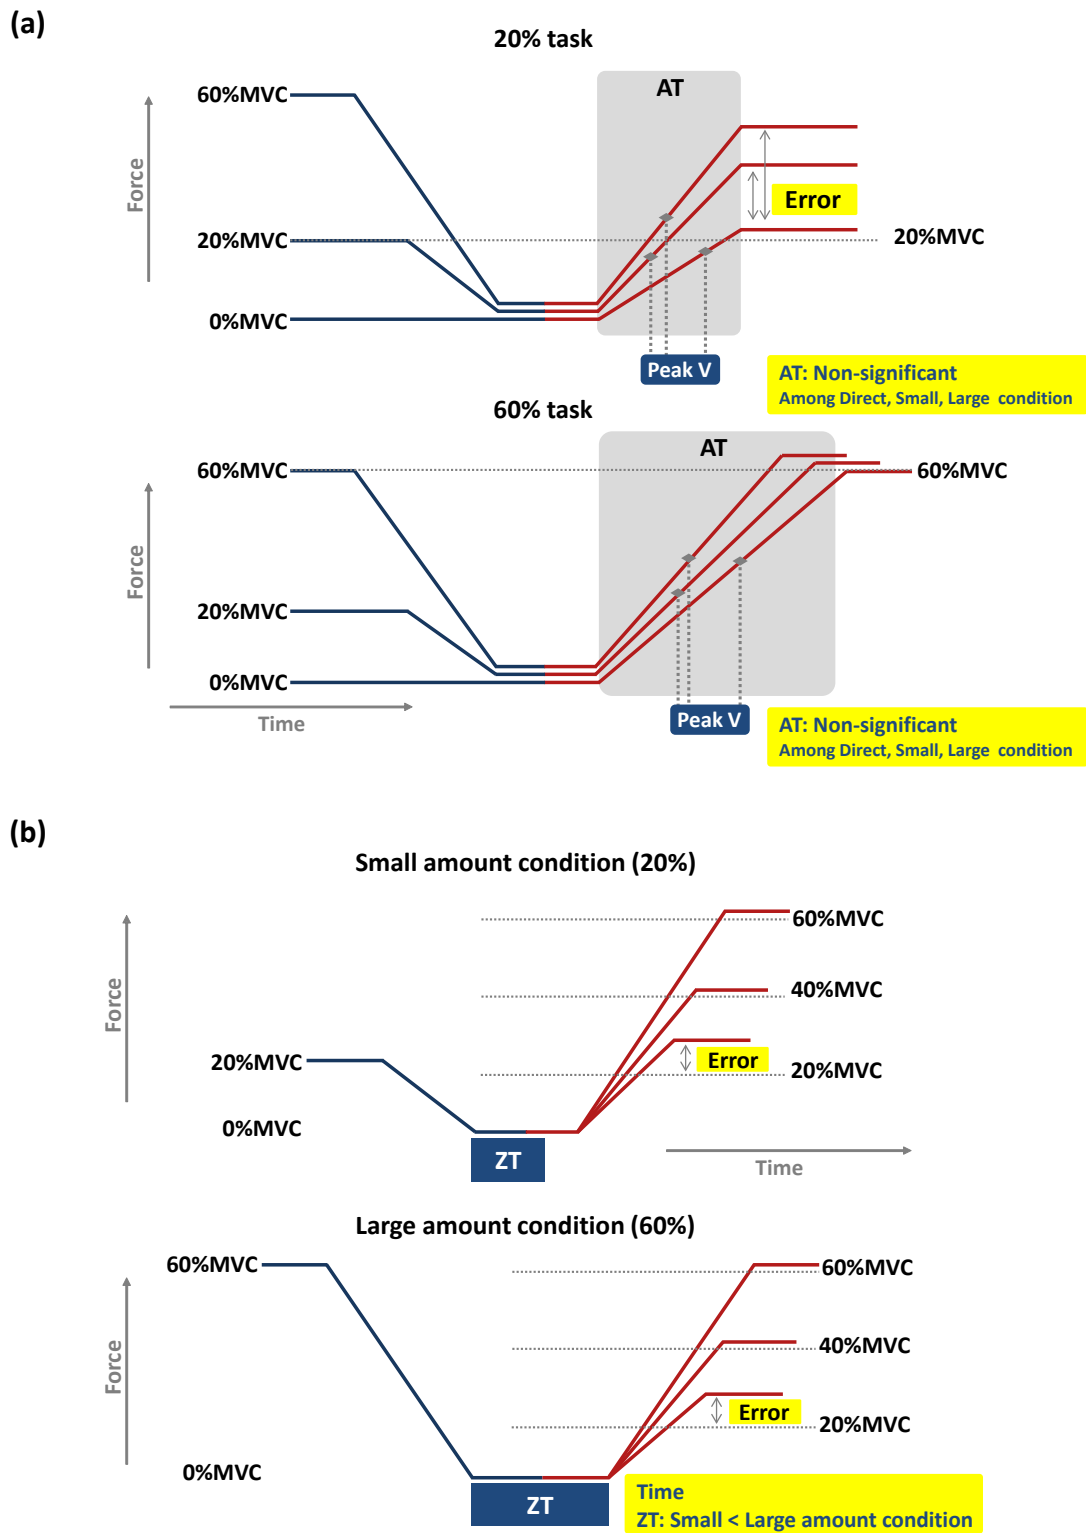 (a)
20% task
AT
60%MVC
Force
Error
20%MVC
20%MVC
0%MVC
Peak V
AT: Non-significant
Among Direct, Small, Large condition
60% task
AT
60%MVC
60%MVC
Force
20%MVC
0%MVC
Time
Peak V
AT: Non-significant
Among Direct, Small, Large condition
(b)
Small amount condition (20%)
60%MVC
40%MVC
Force
20%MVC
Error
20%MVC
0%MVC
ZT
Time
Large amount condition (60%)
60%MVC
60%MVC
Force
40%MVC
Error
20%MVC
0%MVC
ZT
Time
ZT: Small < Large amount condition